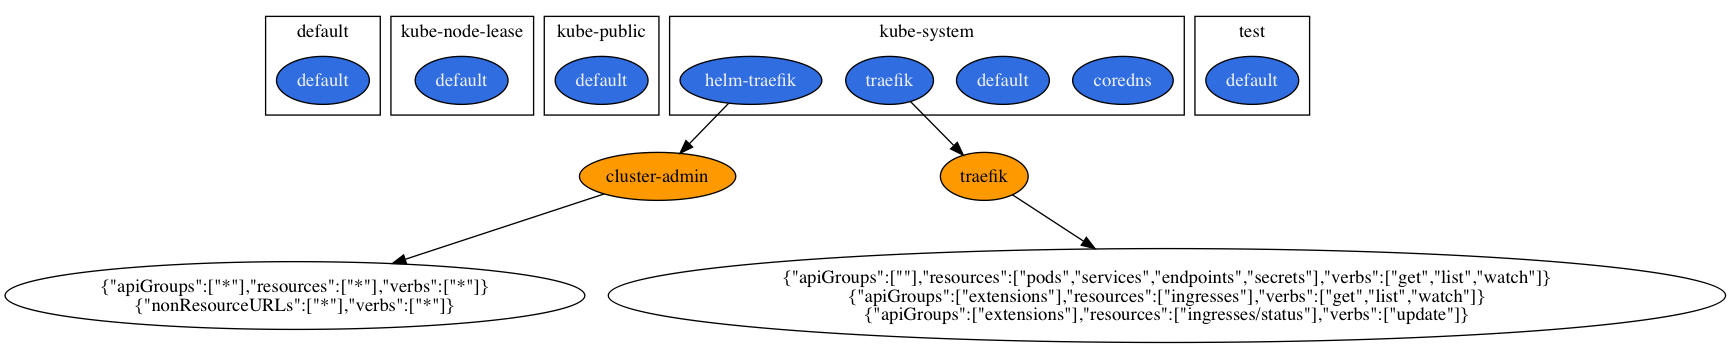 default
kube-node-lease
kube-public
kube-system
test
default
default
default
helm-traefik
traefik
default
coredns
default
cluster-admin
traefik
{"apiGroups":["*"],"resources":["*"],"verbs":["*"]}
{"nonResourceURLs":["*"],"verbs":["*"]}
{"apiGroups":[""],"resources":["pods","services","endpoints","secrets"],"verbs":["get","list","watch"]}
{"apiGroups":["extensions"],"resources":["ingresses"],"verbs":["get","list","watch"]}
{"apiGroups":["extensions"],"resources":["ingresses/status"],"verbs":["update"]}